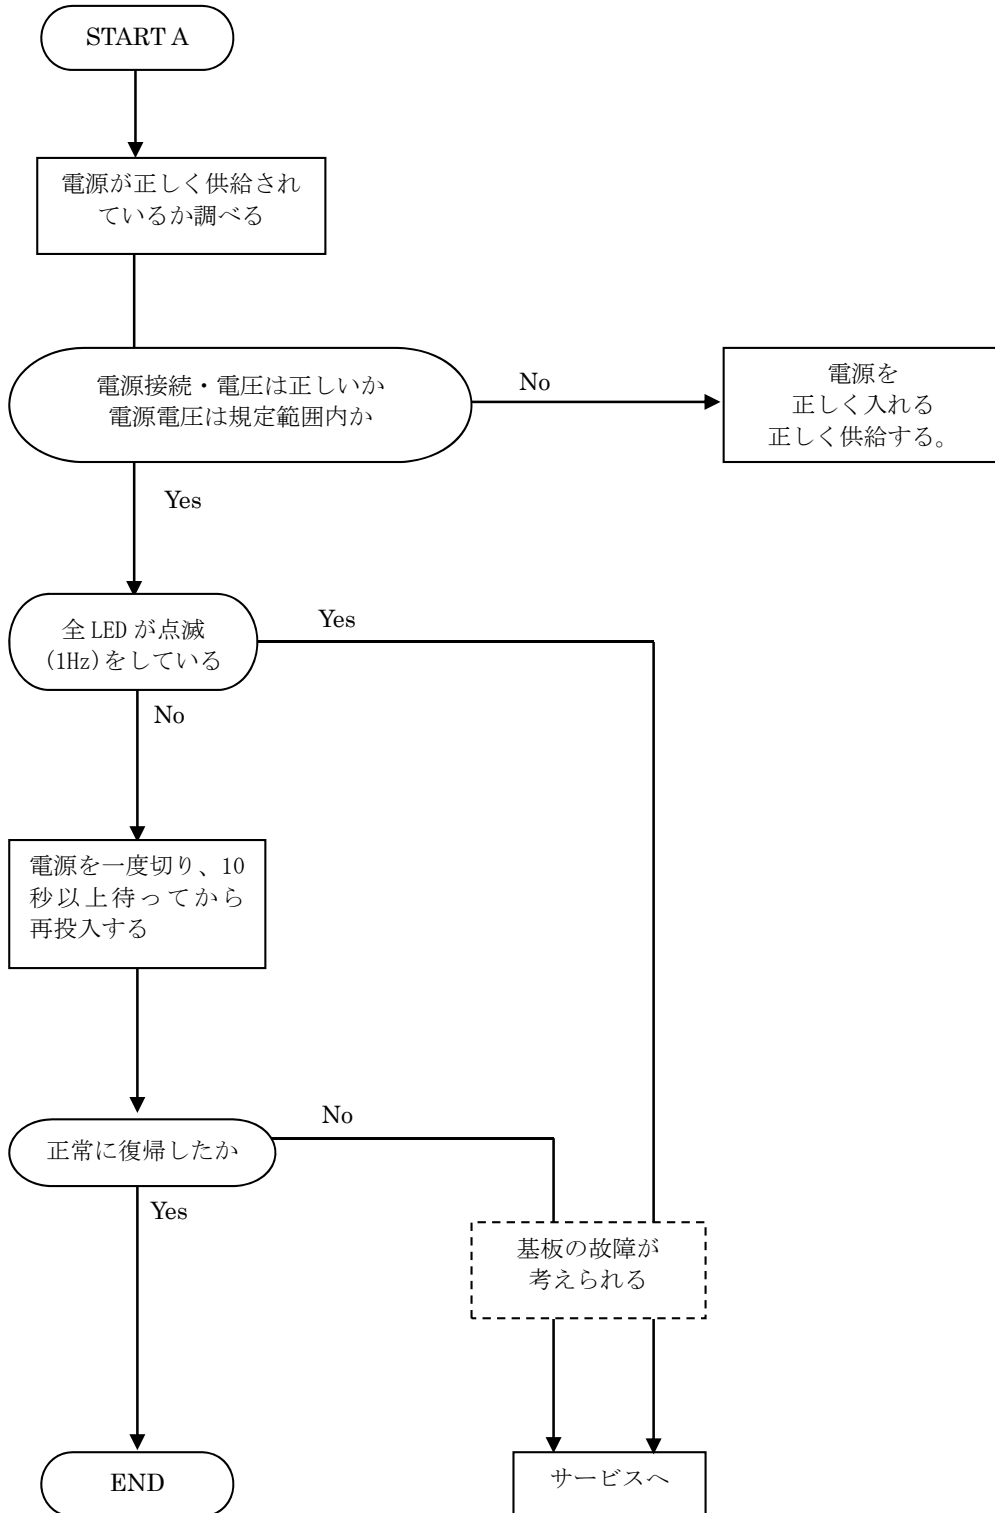 START A
電源が正しく供給され
ているか調べる
電源接続・電圧は正しいか
電源電圧は規定範囲内か
No
電源を
正しく入れる
正しく供給する。
Yes
全 LED が点滅
(1Hz)をしている
Yes
No
電源を一度切り、10
秒以上待ってから
再投入する
正常に復帰したか
No
Yes
基板の故障が
考えられる
END
サービスへ